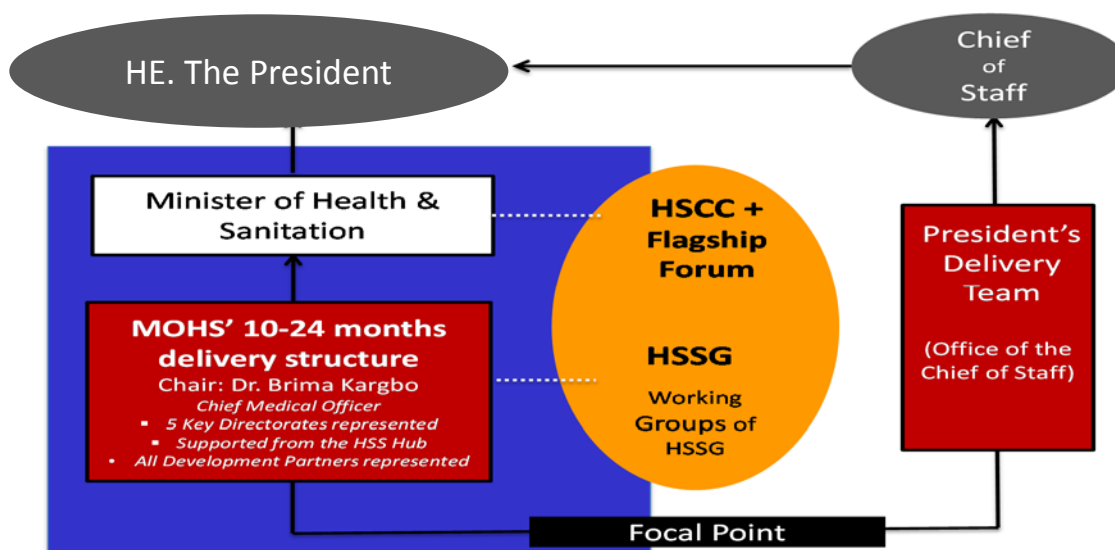 HE. The President
Chief
of
Staff
Minister of Health &
Sanitation
HSCC +
Flagship
Forum
President's
Delivery
Team
(Office of the
Chief of Staff)
MOHS' 10-24 months
delivery structure
Chair: Dr. Brima Kargbo
Chief Medical Officer
▪ 5 Key Directorates represented
▪ Supported from the HSS Hub
• All Development Partners represented
HSSG
Working
Groups of
HSSG
Focal Point